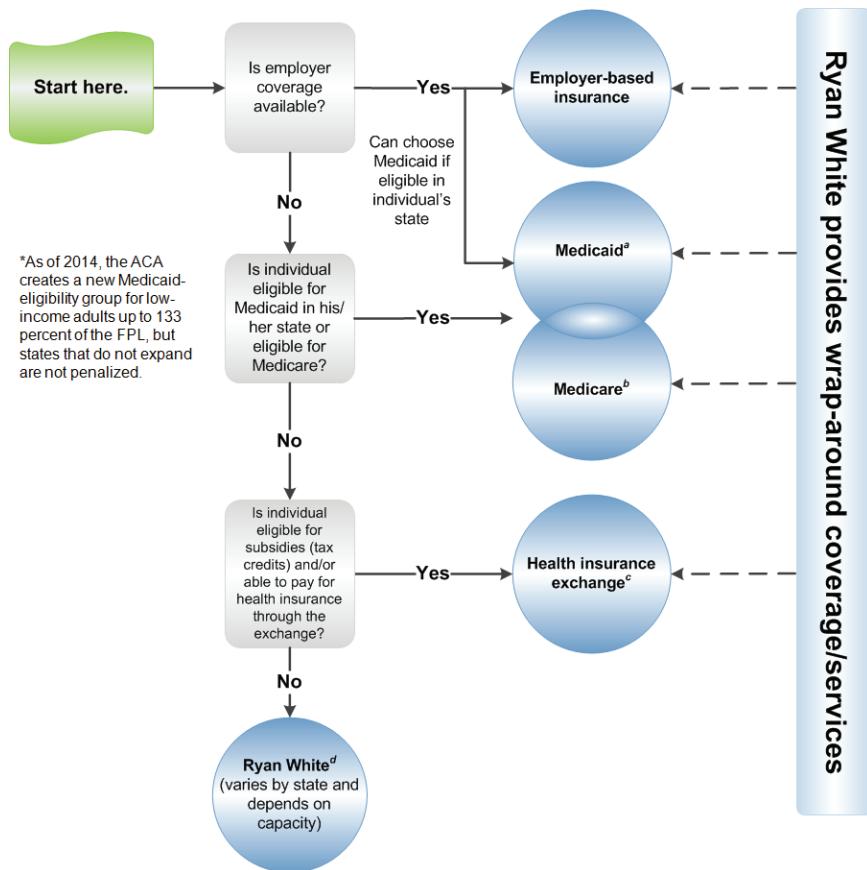 Start here.
Is employer
coverage
available?
Yes
Employer-based
insurance
Can choose
Medicaid if
eligible in
individual's
state
No
Medicaid^a
*As of 2014, the ACA
creates a new Medicaid-
eligibility group for low-
income adults up to 133
percent of the FPL, but
states that do not expand
are not penalized.
Is individual
eligible for
Medicaid in his/
her state or
eligible for
Medicare?
Yes
Medicare^b
No
Is individual
eligible for
subsidies (tax
credits) and/or
able to pay for
health insurance
through the
exchange?
Yes
Health insurance
exchange^c
No
Ryan White^d
(varies by state and
depends on
capacity)
Ryan White provides wrap-around coverage/services